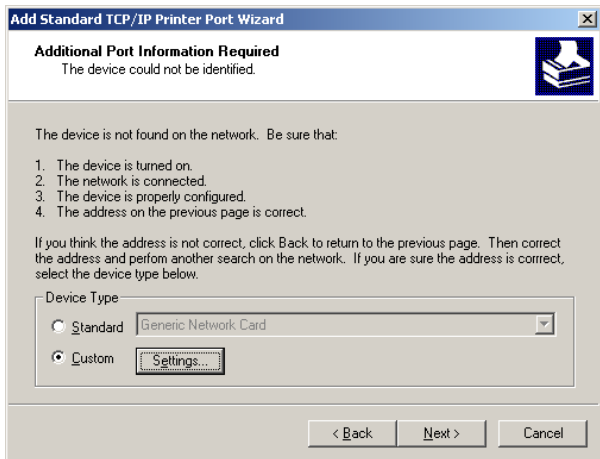 Add Standard TCP/IP Printer Port Wizard
Additional Port Information Required
The device could not be identified.
The device is not found on the network. Be sure that:
1. The device is turned on.
2. The network is connected.
3. The device is properly configured.
4. The address on the previous page is correct.
If you think the address is not correct, click Back to return to the previous page. Then correct
the address and perfom another search on the network. If you are sure the address is corrrect,
select the device type below.
Device Type
Standard Generic Network Card
Custom Settings...
< Back Next > Cancel